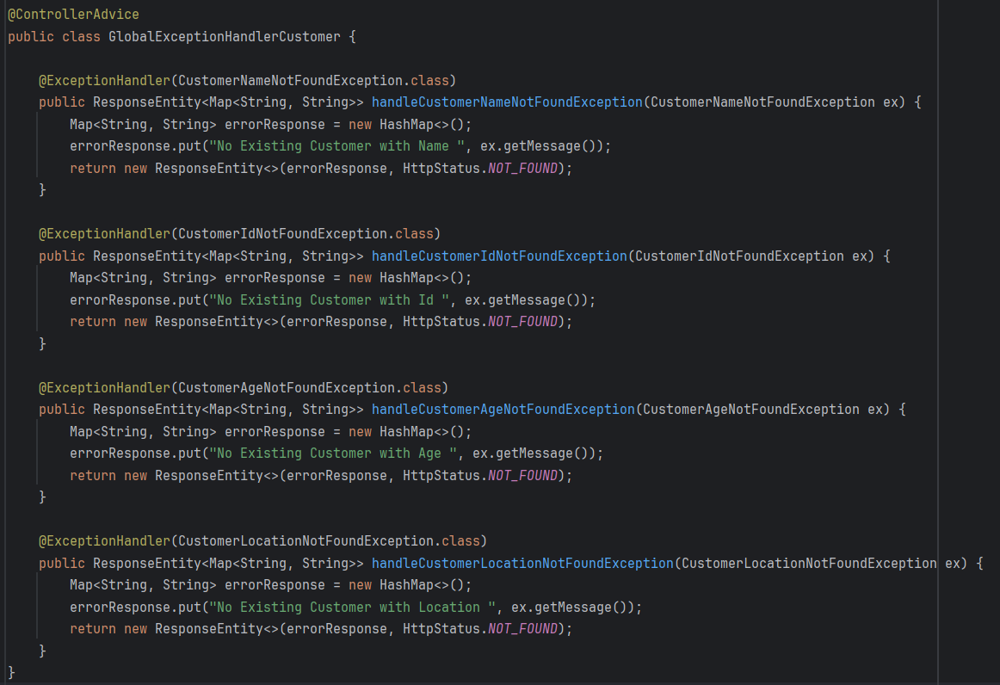 @ControllerAdvice
public class GlobalExceptionHandlerCustomer {
@ExceptionHandler(CustomerNameNotFoundException.class)
public ResponseEntity<Map<String, String>> handleCustomerNameNotFoundException(CustomerNameNotFoundException ex) {
Map<String, String> errorResponse = new HashMap<>();
errorResponse.put("No Existing Customer with Name ", ex.getMessage());
return new ResponseEntity<>(errorResponse, HttpStatus.NOT_FOUND);
}
@ExceptionHandler(CustomerIdNotFoundException.class)
public ResponseEntity<Map<String, String>> handleCustomerIdNotFoundException(CustomerIdNotFoundException ex) {
Map<String, String> errorResponse = new HashMap<>();
errorResponse.put("No Existing Customer with Id ", ex.getMessage());
return new ResponseEntity<>(errorResponse, HttpStatus.NOT_FOUND);
}
@ExceptionHandler(CustomerAgeNotFoundException.class)
public ResponseEntity<Map<String, String>> handleCustomerAgeNotFoundException(CustomerAgeNotFoundException ex) {
Map<String, String> errorResponse = new HashMap<>();
errorResponse.put("No Existing Customer with Age ", ex.getMessage());
return new ResponseEntity<>(errorResponse, HttpStatus.NOT_FOUND);
}
@ExceptionHandler(CustomerLocationNotFoundException.class)
public ResponseEntity<Map<String, String>> handleCustomerLocationNotFoundException(CustomerLocationNotFoundException ex) {
Map<String, String> errorResponse = new HashMap<>();
errorResponse.put("No Existing Customer with Location ", ex.getMessage());
return new ResponseEntity<>(errorResponse, HttpStatus.NOT_FOUND);
}
}